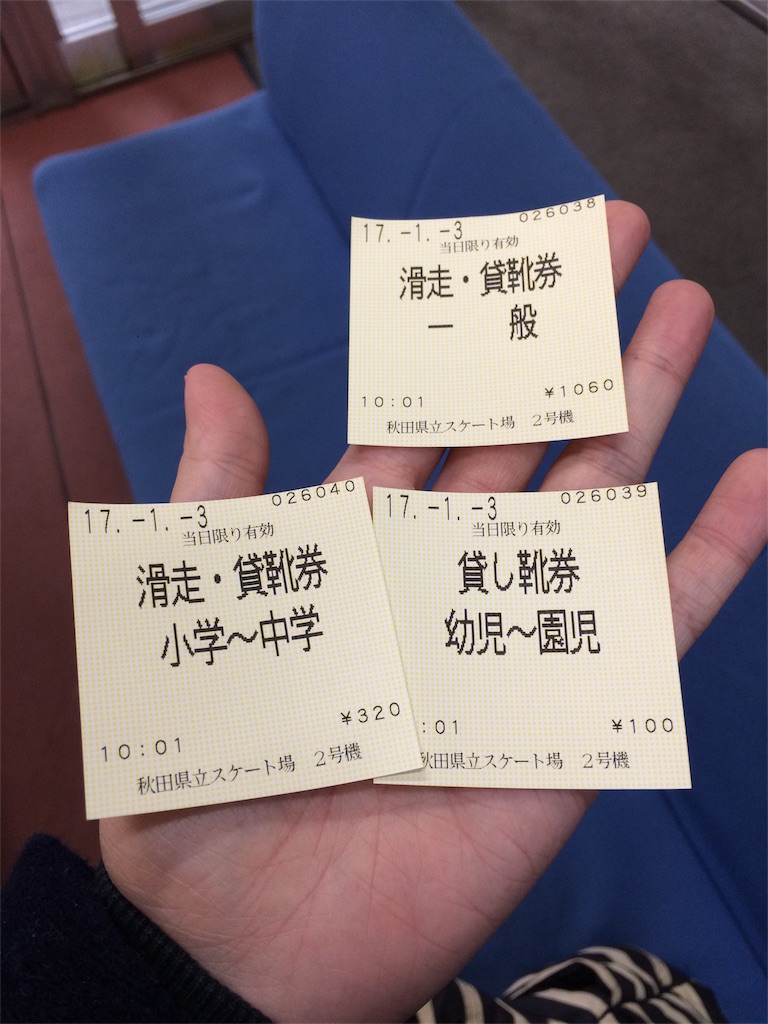 17.-1.-3 026038
当日限り有効
滑走・貸靴券
一 般
10:01 ¥1060
秋田県立スケート場 2号機
17.-1.-3 026040
当日限り有効
滑走・貸靴券
小学〜中学
¥320
10:01
秋田県立スケート場 2号機
17.-1.-3 026039
当日限り有効
貸し靴券
幼児〜園児
:01 ¥100
秋田県立スケート場 2号機